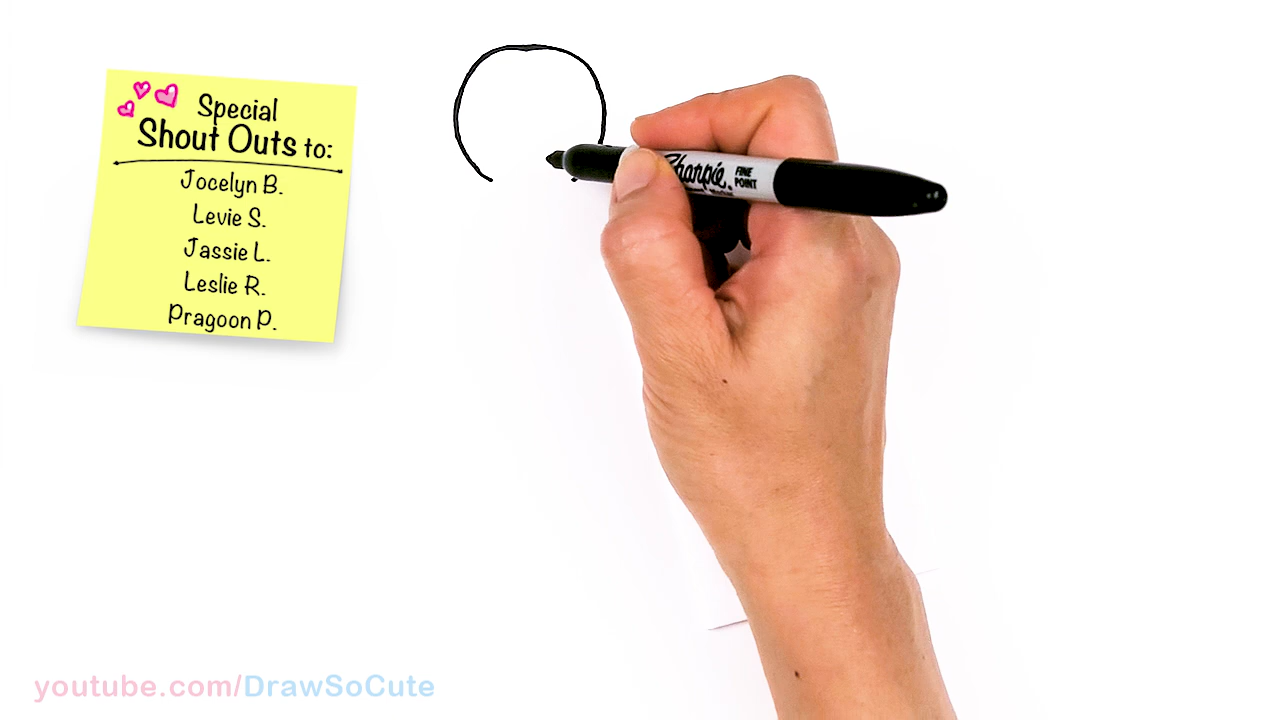 Special
Shout Outs to:
Jocelyn B.
Levie S.
Jassie L.
Leslie R.
Pragoon P.
Sharpie.
FINE
POINT
youtube.com/DrawSoCute